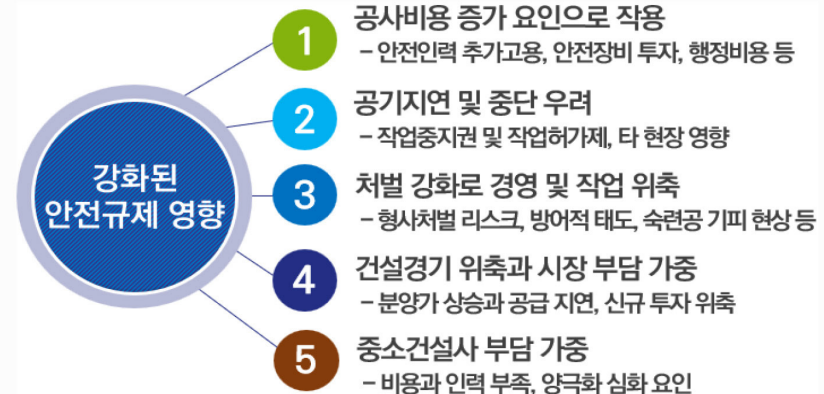 강화된
안전규제 영향
1
공사비용 증가 요인으로 작용
– 안전인력 추가고용, 안전장비 투자, 행정비용 등
2
공기지연 및 중단 우려
– 작업중지권 및 작업허가제, 타 현장 영향
3
처벌 강화로 경영 및 작업 위축
– 형사처벌 리스크, 방어적 태도, 숙련공 기피 현상 등
4
건설경기 위축과 시장 부담 가중
– 분양가 상승과 공급 지연, 신규 투자 위축
5
중소건설사 부담 가중
– 비용과 인력 부족, 양극화 심화 요인